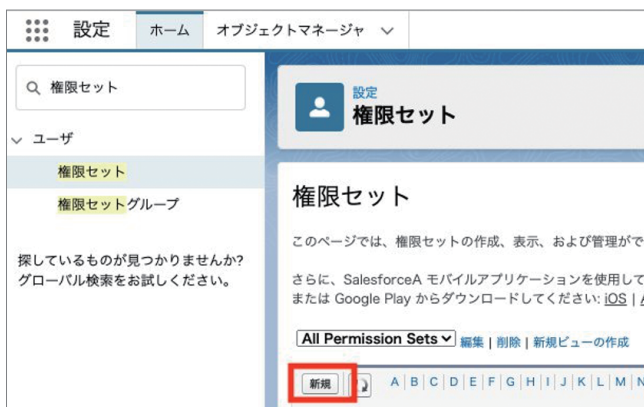 設定 ホーム オブジェクトマネージャ
権限セット
ユーザ
権限セット
権限セットグループ
探しているものが見つかりませんか?
グローバル検索をお試しください。
設定
権限セット
権限セット
このページでは、権限セットの作成、表示、および管理がで
さらに、SalesforceA モバイルアプリケーションを使用して
または Google Play からダウンロードしてください: iOS |
All Permission Sets 編集 | 削除 | 新規ビューの作成
新規 A | B | C | D | E | F | G | H | I | J | K | L | M | N